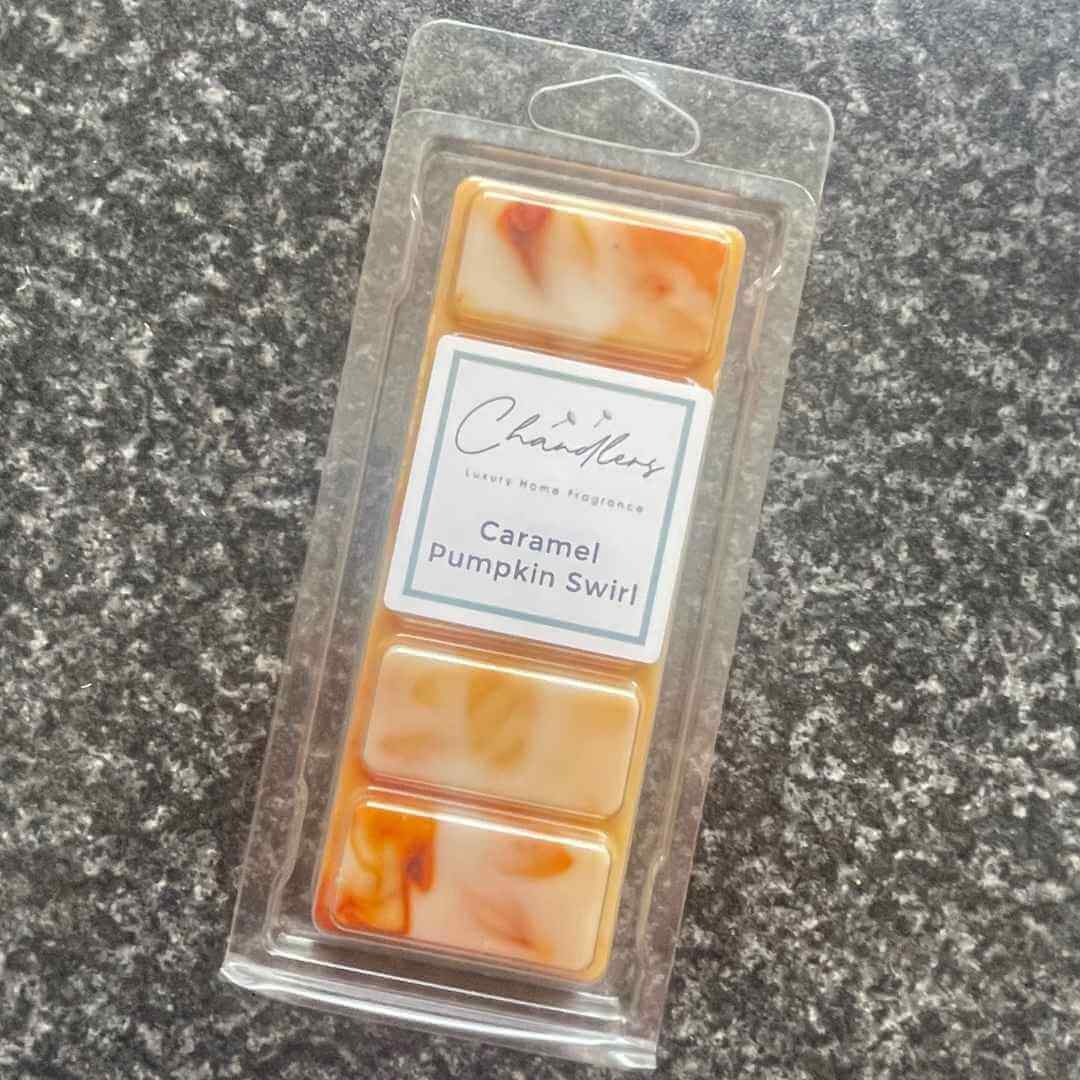 Chandlers
Luxury Home Fragrance
Caramel
Pumpkin Swirl